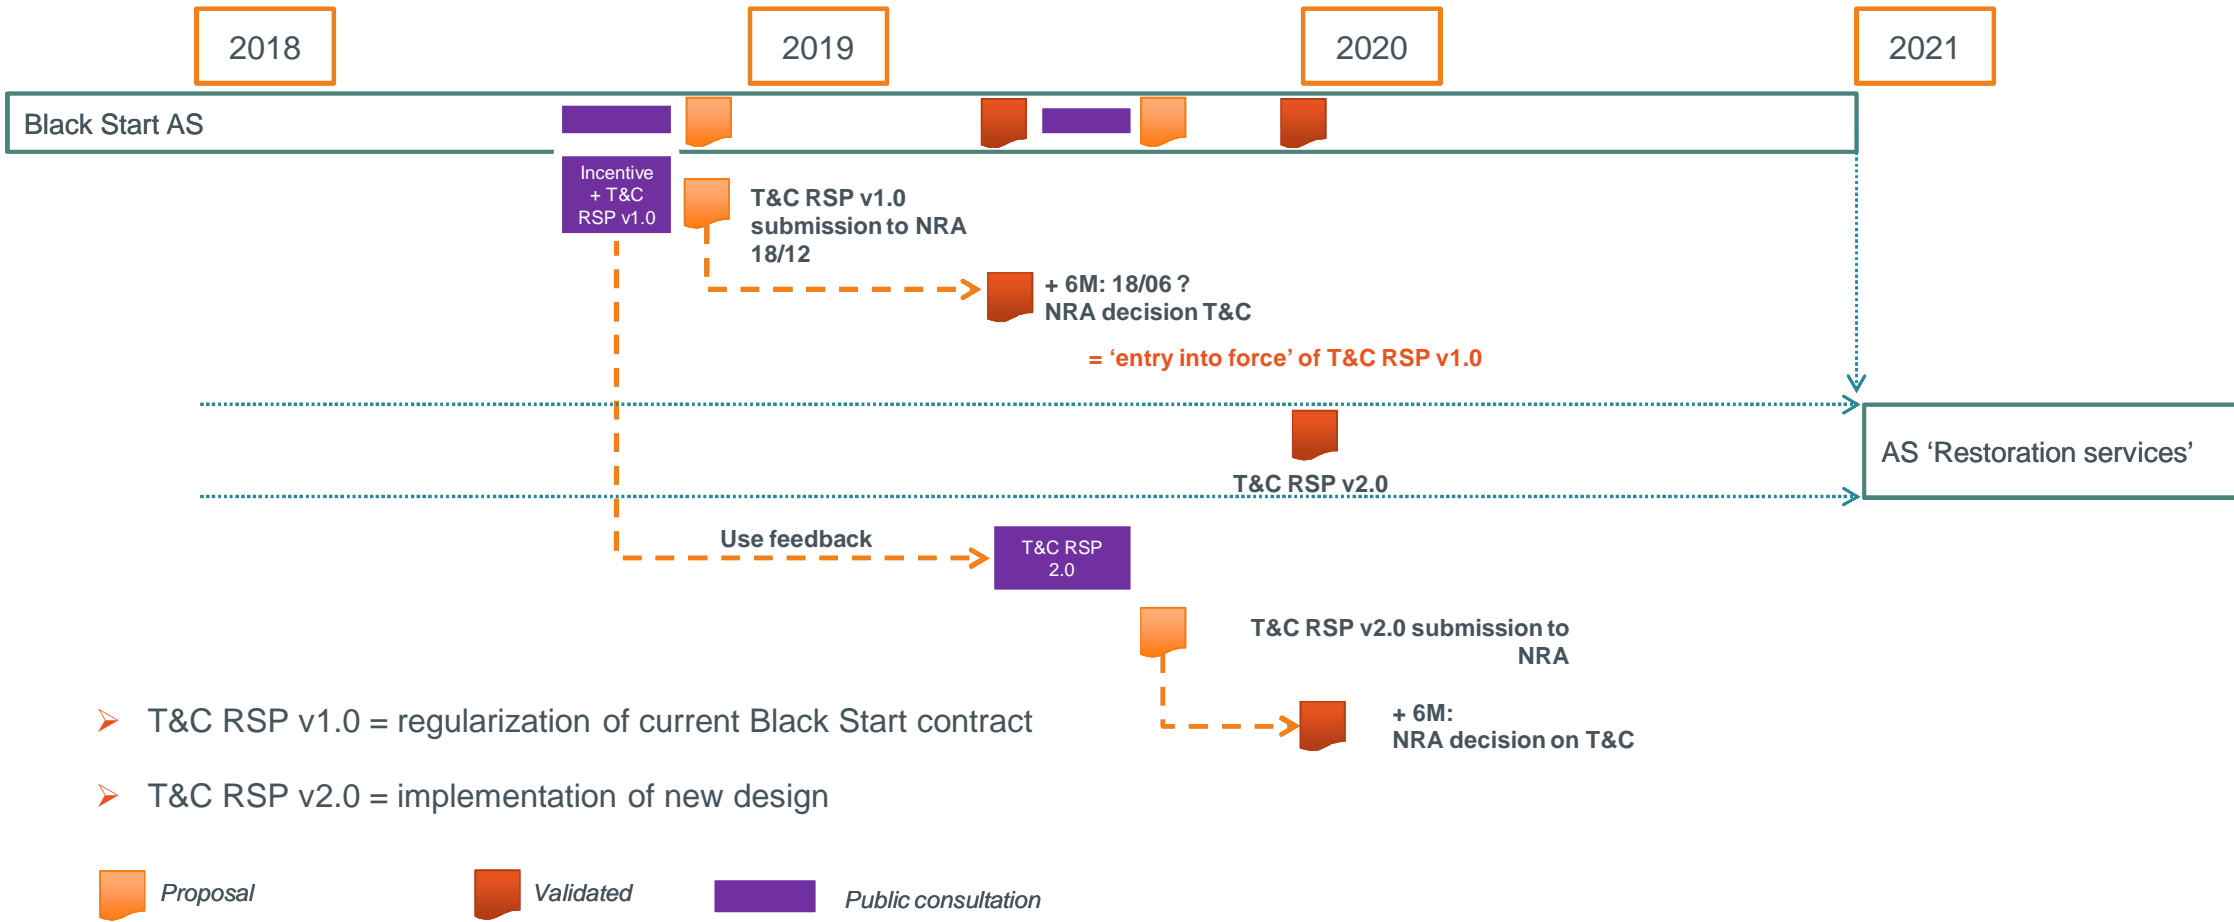 2018
2019
2020
2021
Black Start AS
Incentive
+ T&C
RSP v1.0
T&C RSP v1.0
submission to NRA
18/12
+ 6M: 18/06 ?
NRA decision T&C
= ‘entry into force’ of T&C RSP v1.0
AS ‘Restoration services’
T&C RSP v2.0
Use feedback
T&C RSP
2.0
T&C RSP v2.0 submission to
NRA
+ 6M:
NRA decision on T&C
T&C RSP v1.0 = regularization of current Black Start contract
T&C RSP v2.0 = implementation of new design
Proposal
Validated
Public consultation